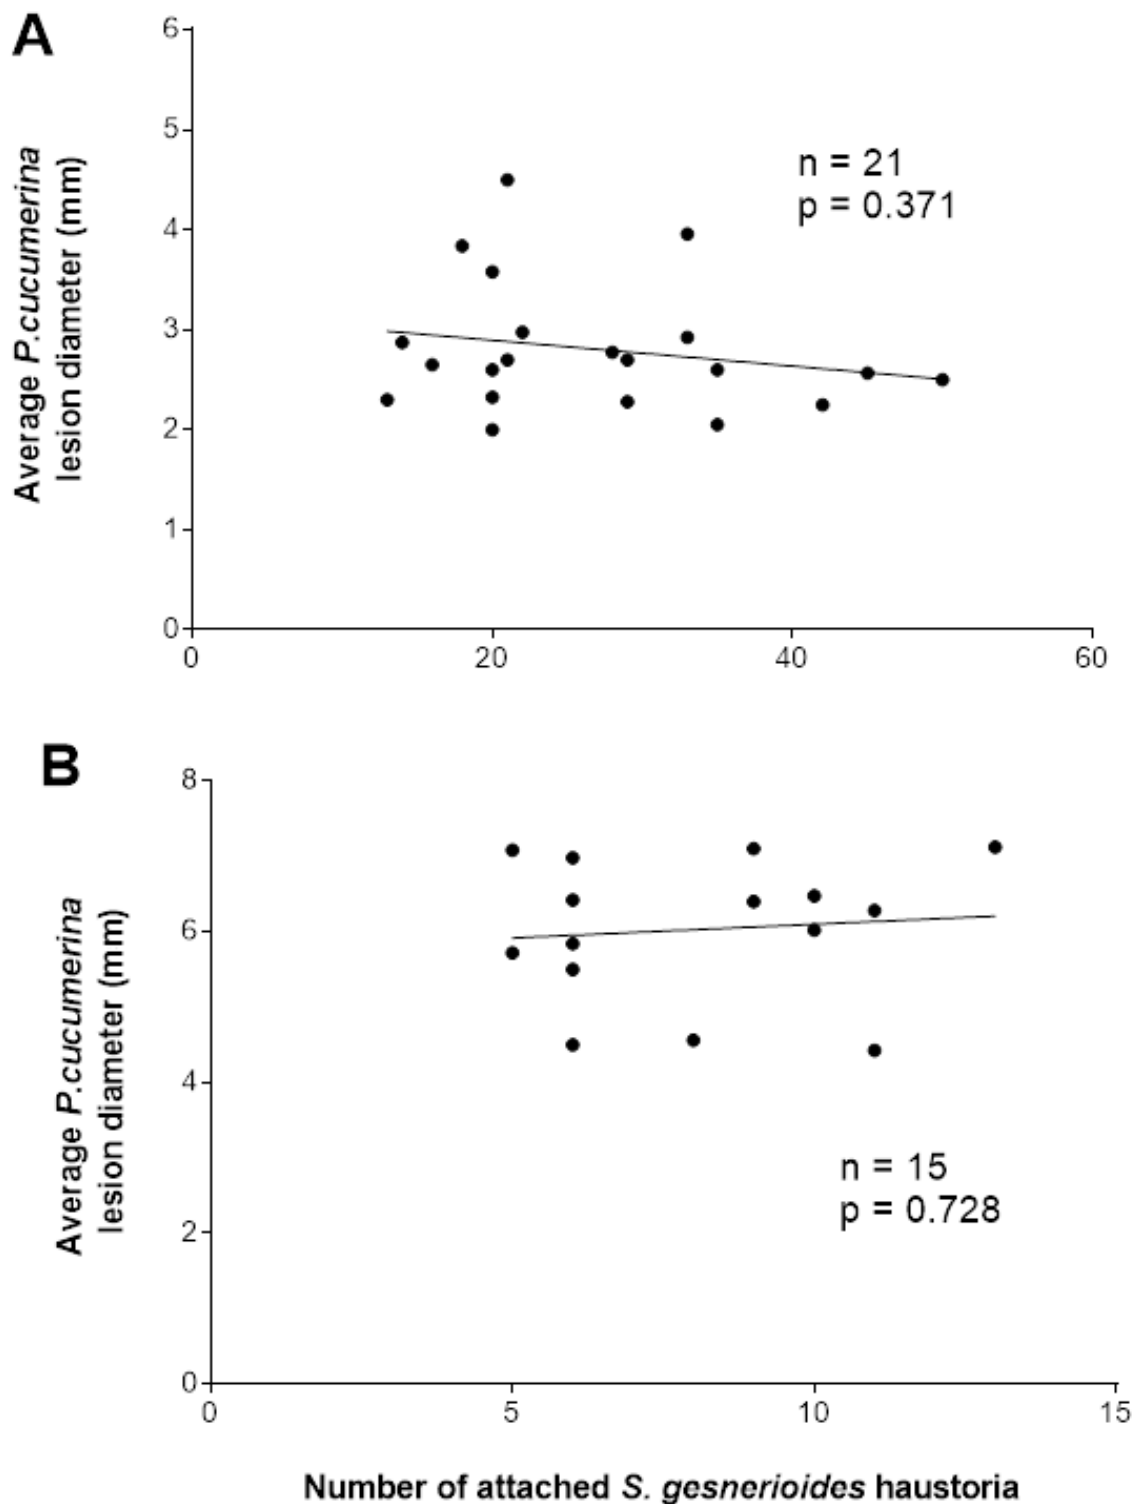 A
6
5
4
3
2
1
0
0
20
40
60
Average P.cucumerina
lesion diameter (mm)
n = 21
p = 0.371
B
8
6
4
2
0
0
5
10
15
Average P.cucumerina
lesion diameter (mm)
n = 15
p = 0.728
Number of attached S. gesnerioides haustoria